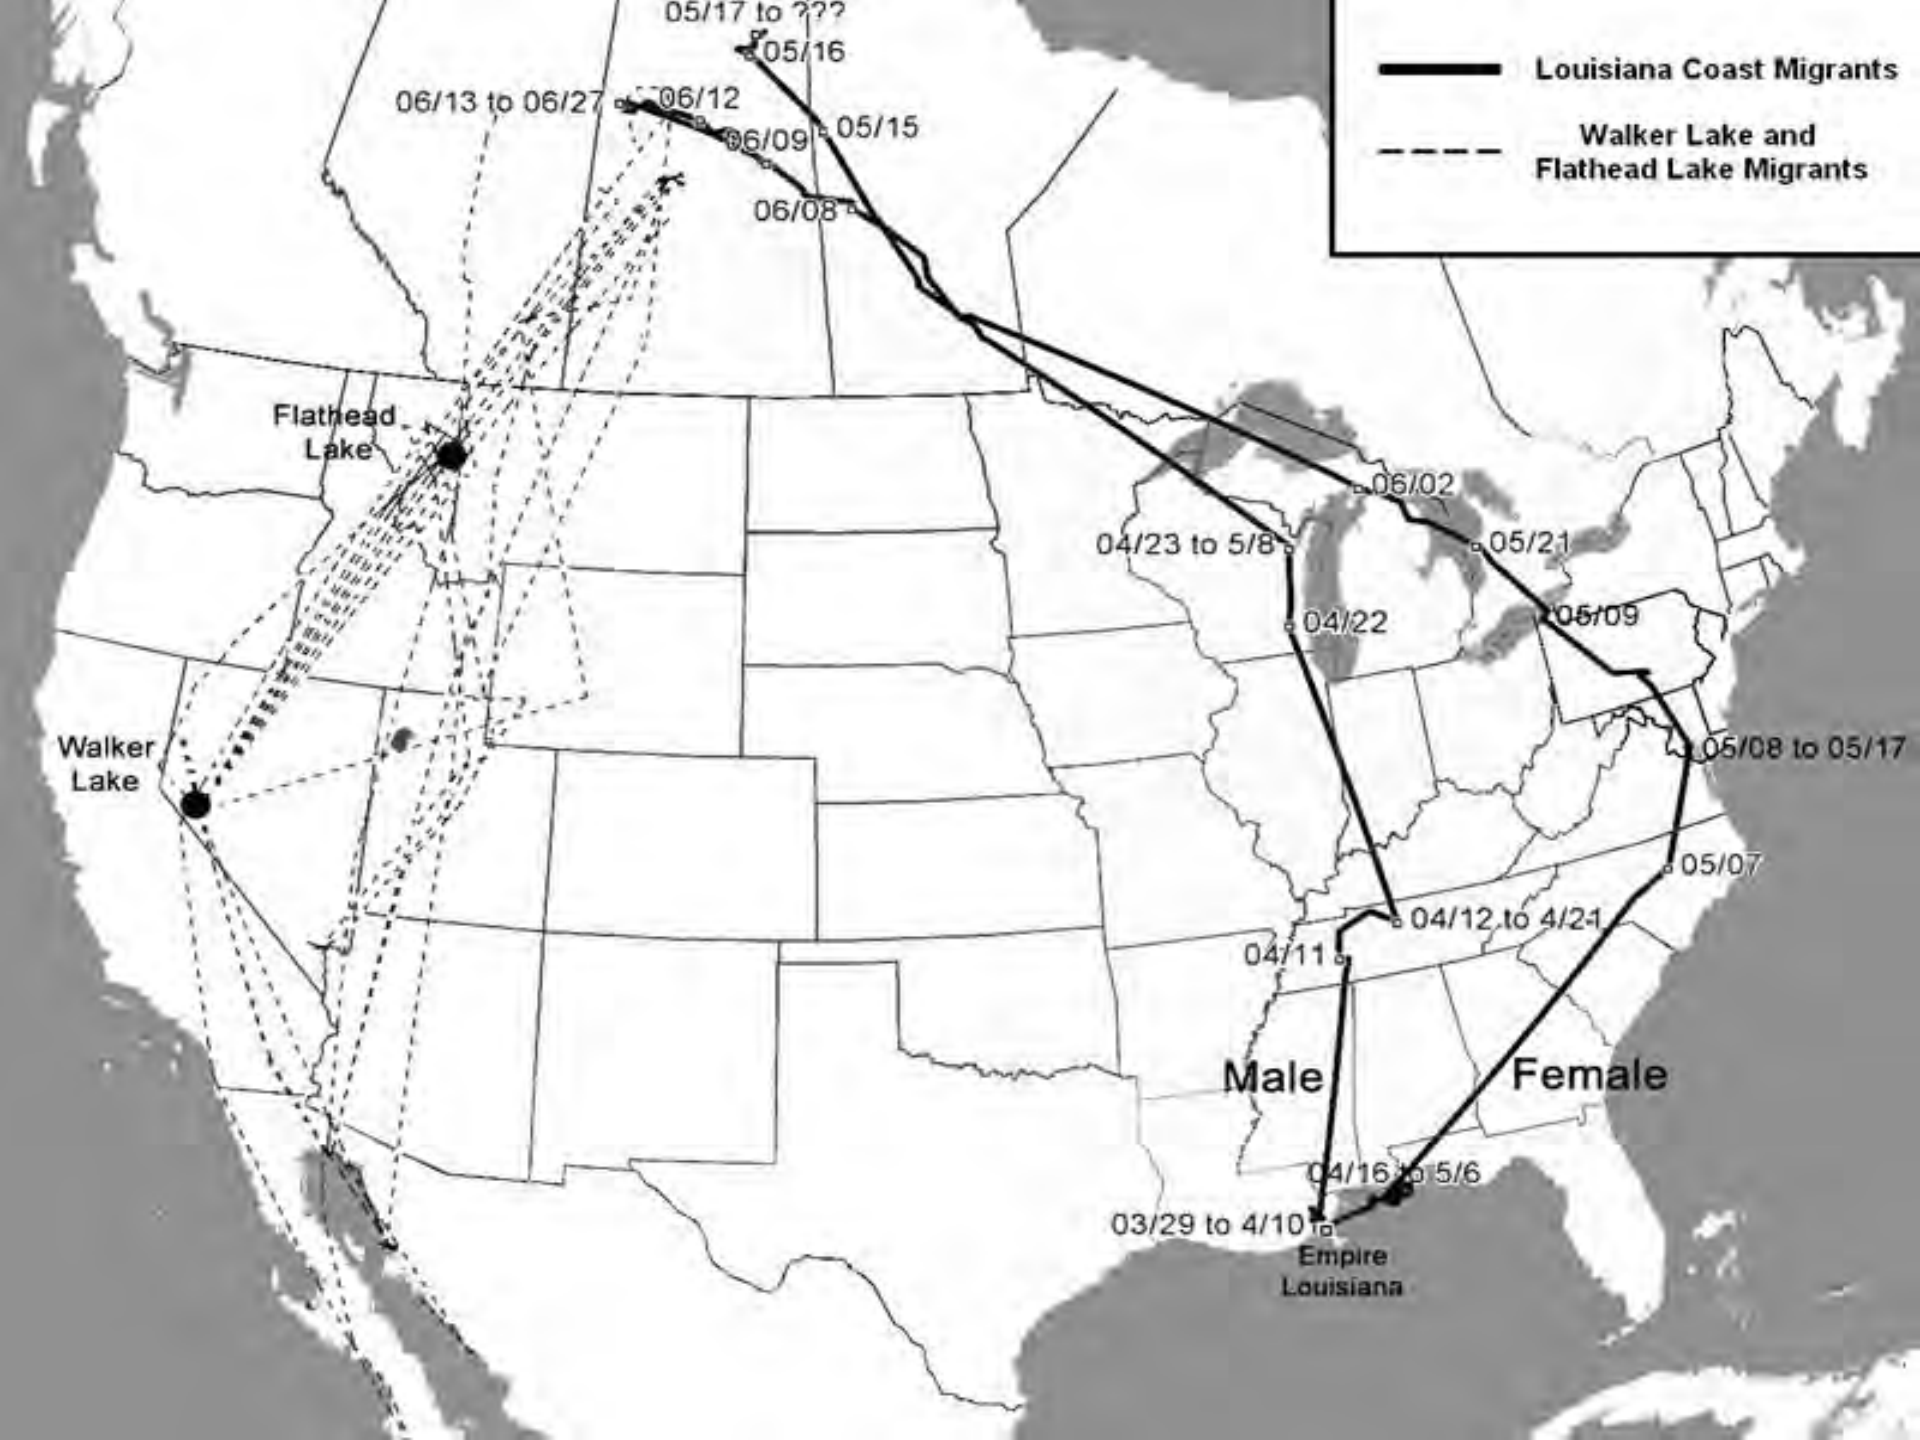 05/17 to ???
05/16
Louisiana Coast Migrants
06/13 to 06/27
06/12
05/15
06/09
Walker Lake and
Flathead Lake Migrants
06/08
Flathead
Lake
06/02
04/23 to 5/8
05/21
04/22
05/09
Walker
Lake
05/08 to 05/17
05/07
04/12 to 4/21
04/11
Male
Female
04/16 to 5/6
03/29 to 4/10
Empire
Louisiana